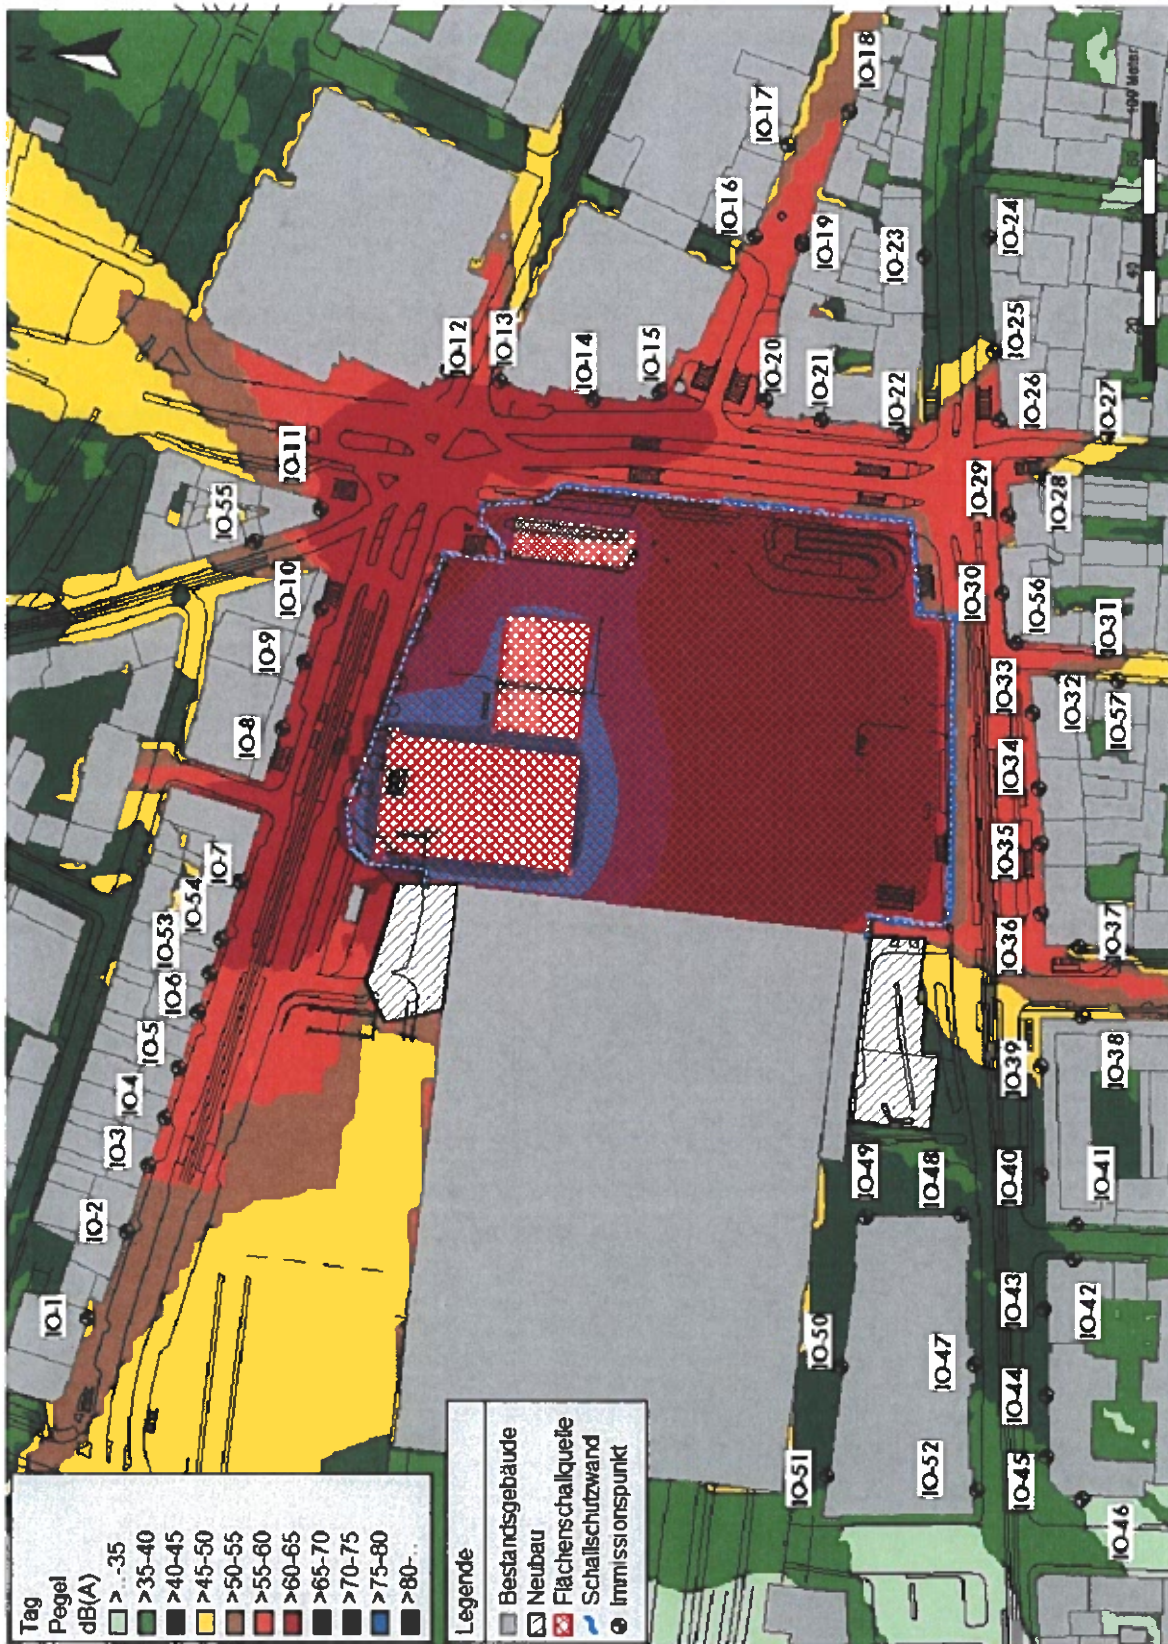 Tag
Pegel
dB(A)
>..-35
>35-40
>40-45
>45-50
>50-55
>55-60
>60-65
>65-70
>70-75
>75-80
>80-..
Legende
Bestandsgebäude
Neubau
Flächenschallquelle
Schallschutzwand
Immissionspunkt
N
IO-1
IO-2
IO-3
IO-4
IO-5
IO-6
IO-53
IO-54
IO-7
IO-8
IO-9
IO-10
IO-55
IO-11
IO-12
IO-13
IO-14
IO-15
IO-16
IO-17
IO-18
IO-19
IO-20
IO-21
IO-22
IO-23
IO-24
IO-25
IO-26
IO-27
IO-28
IO-29
IO-30
IO-56
IO-31
IO-32
IO-57
IO-33
IO-34
IO-35
IO-36
IO-37
IO-38
IO-39
IO-40
IO-41
IO-42
IO-43
IO-44
IO-45
IO-46
IO-47
IO-48
IO-49
IO-50
IO-51
IO-52
20
40
100 Meter